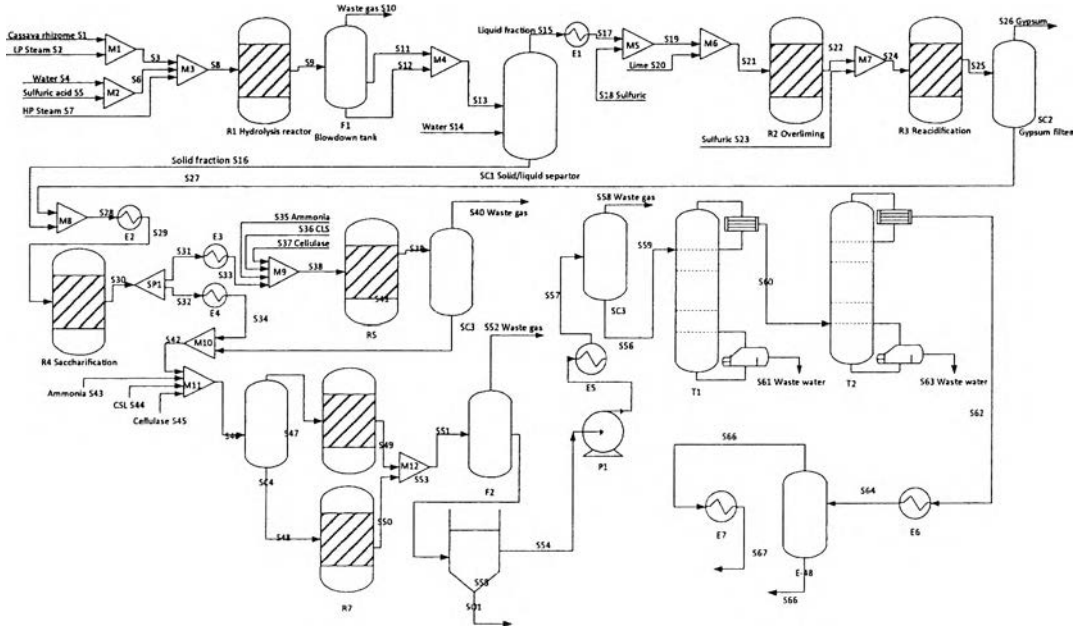 Waste gas S10
S26 Gypsum
Cassava rhizome S1
M1
LP Steam S2
S3
Water S4
S6
M3
S8
Sulfuric acid S5
M2
HP Steam S7
R1 Hydrolysis reactor
S9
F1
Blowdown tank
S11
S12
M4
S13
Water S14
Liquid fraction S15
E1
S17
M5
S19
M6
Lime S20
S18 Sulfuric
S21
S22
R2 Overliming
Sulfuric S23
M7
S24
R3 Reacidification
S25
SC2
Gypsum filter
SC1 Solid/liquid separtor
Solid fraction S16
S27
M8
S28
E2
S29
S30
R4 Saccharification
SP1
S31
E3
S33
S32
E4
S34
S35 Ammonia
S36 CLS
S37 Cellulase
M9
S38
S39
S41
R5
S40 Waste gas
SC3
S42
M10
M11
Ammonia S43
CSL S44
Cellulase S45
S46
SC4
S47
S48
S49
S50
R7
M12
S53
S51
S52 Waste gas
F2
S53
S01
S54
P1
E5
S57
S58 Waste gas
SC3
S56
S59
T1
S60
S61 Waste water
T2
S63 Waste water
S62
E6
S64
E-48
S66
S66
E7
S67